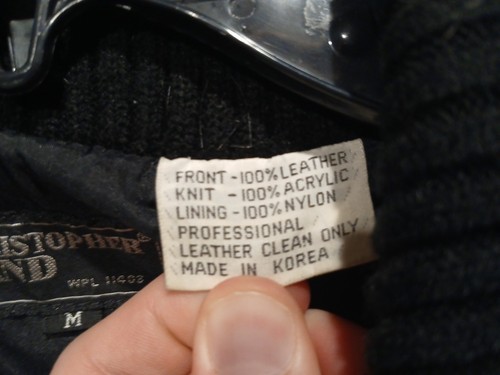 FRONT -100% LEATHER
KNIT -100% ACRYLIC
LINING -100% NYLON
PROFESSIONAL
LEATHER CLEAN ONLY
MADE IN KOREA
ISTOPHER
ND
WPL 11403
M